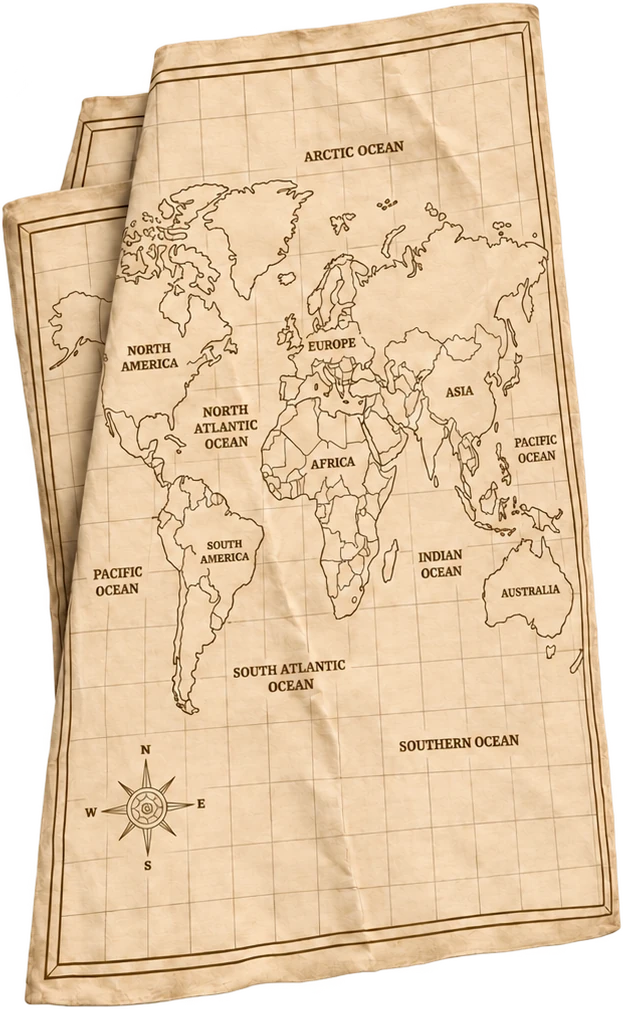 ARCTIC OCEAN
EUROPE
NORTH
AMERICA
ASIA
NORTH
ATLANTIC
OCEAN
PACIFIC
OCEAN
AFRICA
SOUTH
AMERICA
INDIAN
OCEAN
PACIFIC
OCEAN
AUSTRALIA
SOUTH ATLANTIC
OCEAN
SOUTHERN OCEAN
N
W
E
S